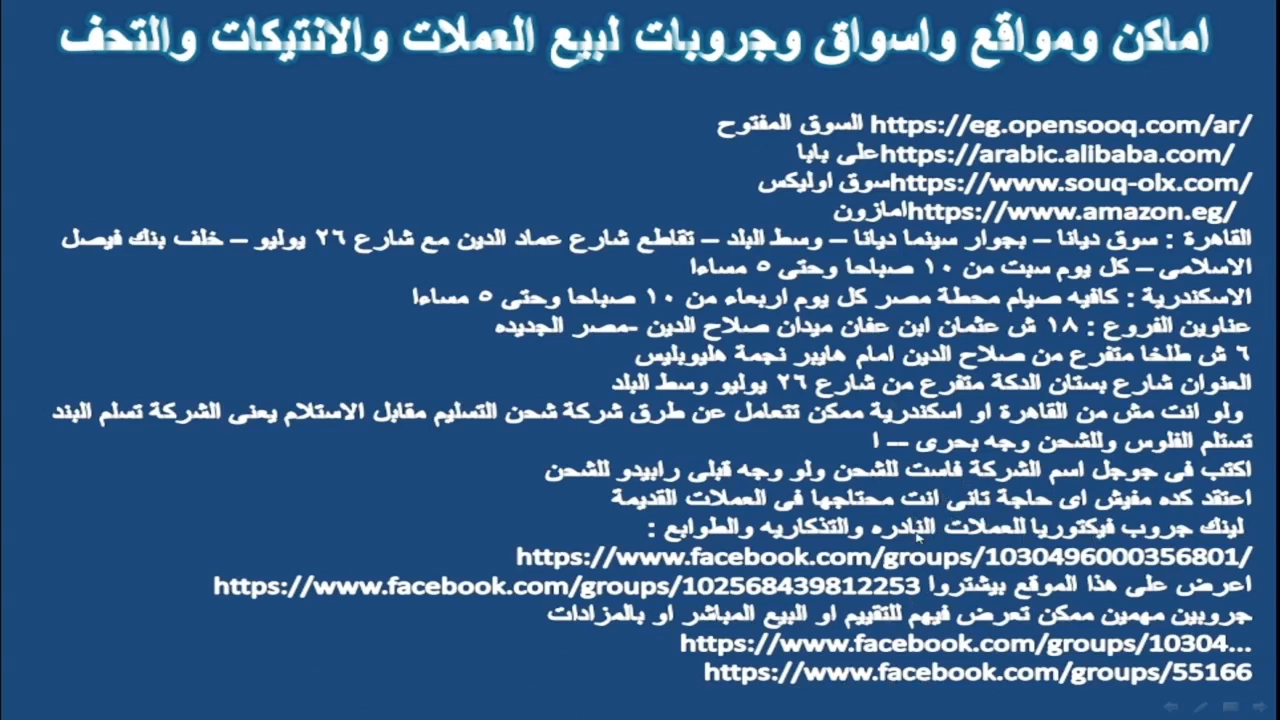 اماكن ومواقع واسواق وجروبات لبيع العملات والانتيكات والتحف
https://eg.opensooq.com/ar/ السوق المفتوح
https://arabic.alibaba.com/على بابا
https://www.souq-olx.com/سوق اوليكس
https://www.amazon.eg/امازون
القاهرة : سوق ديانا – بجوار سينما ديانا – وسط البلد – تقاطع شارع عماد الدين مع شارع ٢٦ يوليو – خلف بنك فيصل
الاسلامى – كل يوم سبت من ١٠ صباحا وحتى ٥ مساءا
الاسكندرية : كافيه صيام محطة مصر كل يوم اربعاء من ١٠ صباحا وحتى ٥ مساءا
عناوين الفروع : ١٨ ش عثمان ابن عفان ميدان صلاح الدين -مصر الجديده
٦ ش طلخا متفرع من صلاح الدين امام هايبر نجمة هليوبليس
العنوان شارع بستان الدكة متفرع من شارع ٢٦ يوليو وسط البلد
ولو انت مش من القاهرة او اسكندرية ممكن تتعامل عن طرق شركة شحن التسليم مقابل الاستلام يعنى الشركة تسلم البند
تستلم الفلوس وللشحن وجه بحرى -- ا
اكتب فى جوجل اسم الشركة فاست للشحن ولو وجه قبلى رابيدو للشحن
اعتقد كده مفيش اى حاجة تانى انت محتاجها فى العملات القديمة
لينك جروب فيكتوريا للعملات النادره والتذكاريه والطوابع :
https://www.facebook.com/groups/1030496000356801/
اعرض على هذا الموقع بيشتروا https://www.facebook.com/groups/102568439812253
جروبين مهمين ممكن تعرض فيهم للتقييم او البيع المباشر او بالمزادات
https://www.facebook.com/groups/10304...
https://www.facebook.com/groups/55166